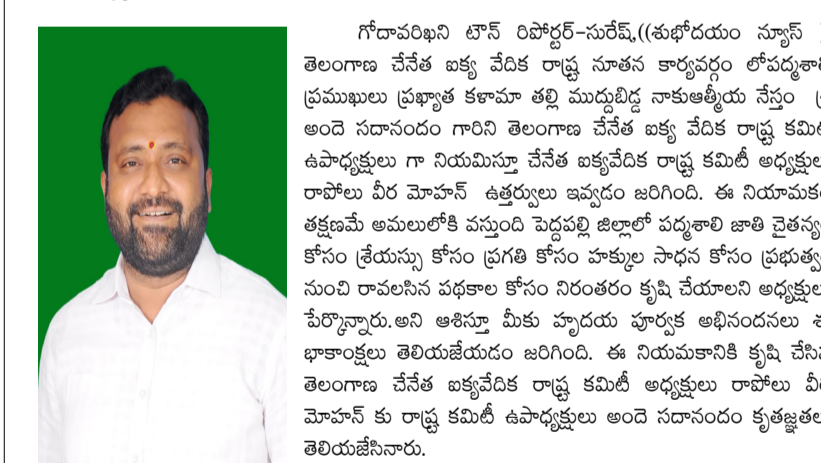 గోదావరిఖని టౌన్ రిపోర్టర్-సురేష్,((శుభోదయం న్యూస్
తెలంగాణ చేనేత ఐక్య వేదిక రాష్ట్ర నూతన కార్యవర్గం లోపద్మశాలి
ప్రముఖులు ప్రఖ్యాత కళామా తల్లి ముద్దుబిడ్డ నాకుఆత్మీయ నేస్తం
అందె సదానందం గారిని తెలంగాణ చేనేత ఐక్య వేదిక రాష్ట్ర కమిటీ
ఉపాధ్యక్షులు గా నియమిస్తూ చేనేత ఐక్యవేదిక రాష్ట్ర కమిటీ అధ్యక్షులు
రాపోలు వీర మోహన్ ఉత్తర్వులు ఇవ్వడం జరిగింది. ఈ నియామకం
తక్షణమే అమలులోకి వస్తుంది పెద్దపల్లి జిల్లాలో పద్మశాలి జాతి చైతన్యం
కోసం శ్రేయస్సు కోసం ప్రగతి కోసం హక్కుల సాధన కోసం ప్రభుత్వం
నుంచి రావలసిన పథకాల కోసం నిరంతరం కృషి చేయాలని అధ్యక్షులు
పేర్కొన్నారు.అని ఆశిస్తూ మీకు హృదయ పూర్వక అభినందనలు శు
భాకాంక్షలు తెలియజేయడం జరిగింది. ఈ నియమకానికి కృషి చేసిన
తెలంగాణ చేనేత ఐక్యవేదిక రాష్ట్ర కమిటీ అధ్యక్షులు రాపోలు వీర
మోహన్ కు రాష్ట్ర కమిటీ ఉపాధ్యక్షులు అందె సదానందం కృతజ్ఞతలు
తెలియజేసినారు.